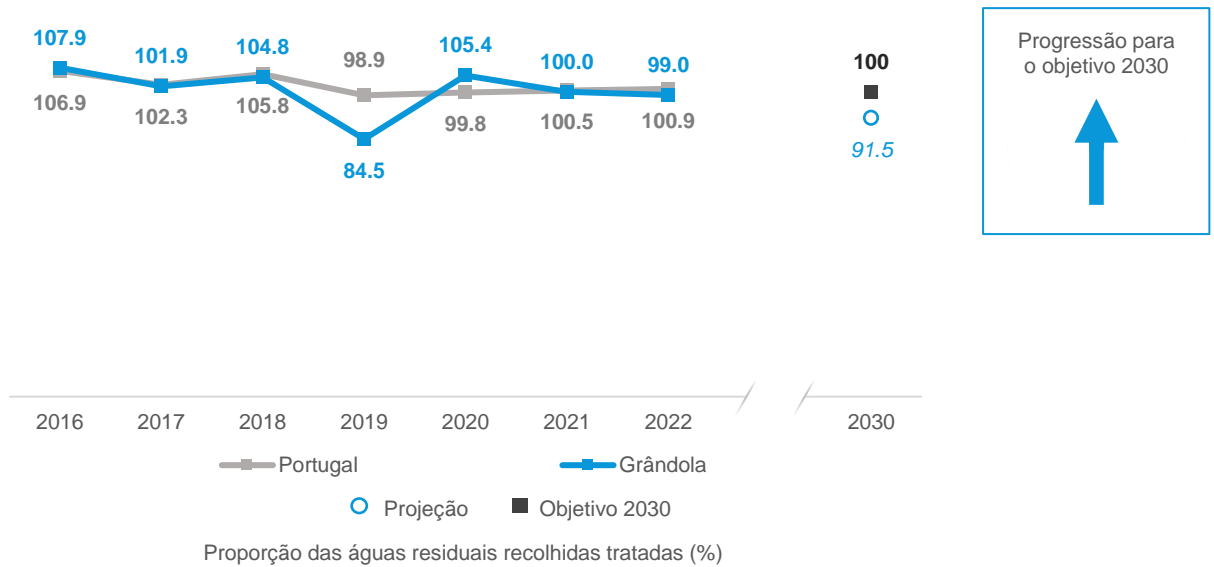 107.9
101.9
104.8
98.9
105.4
100.0
99.0
100
106.9
102.3
105.8
84.5
99.8
100.5
100.9
91.5
Progressão para
o objetivo 2030
2016 2017 2018 2019 2020 2021 2022 2030
Portugal Grândola
Projeção Objetivo 2030
Proporção das águas residuais recolhidas tratadas (%)